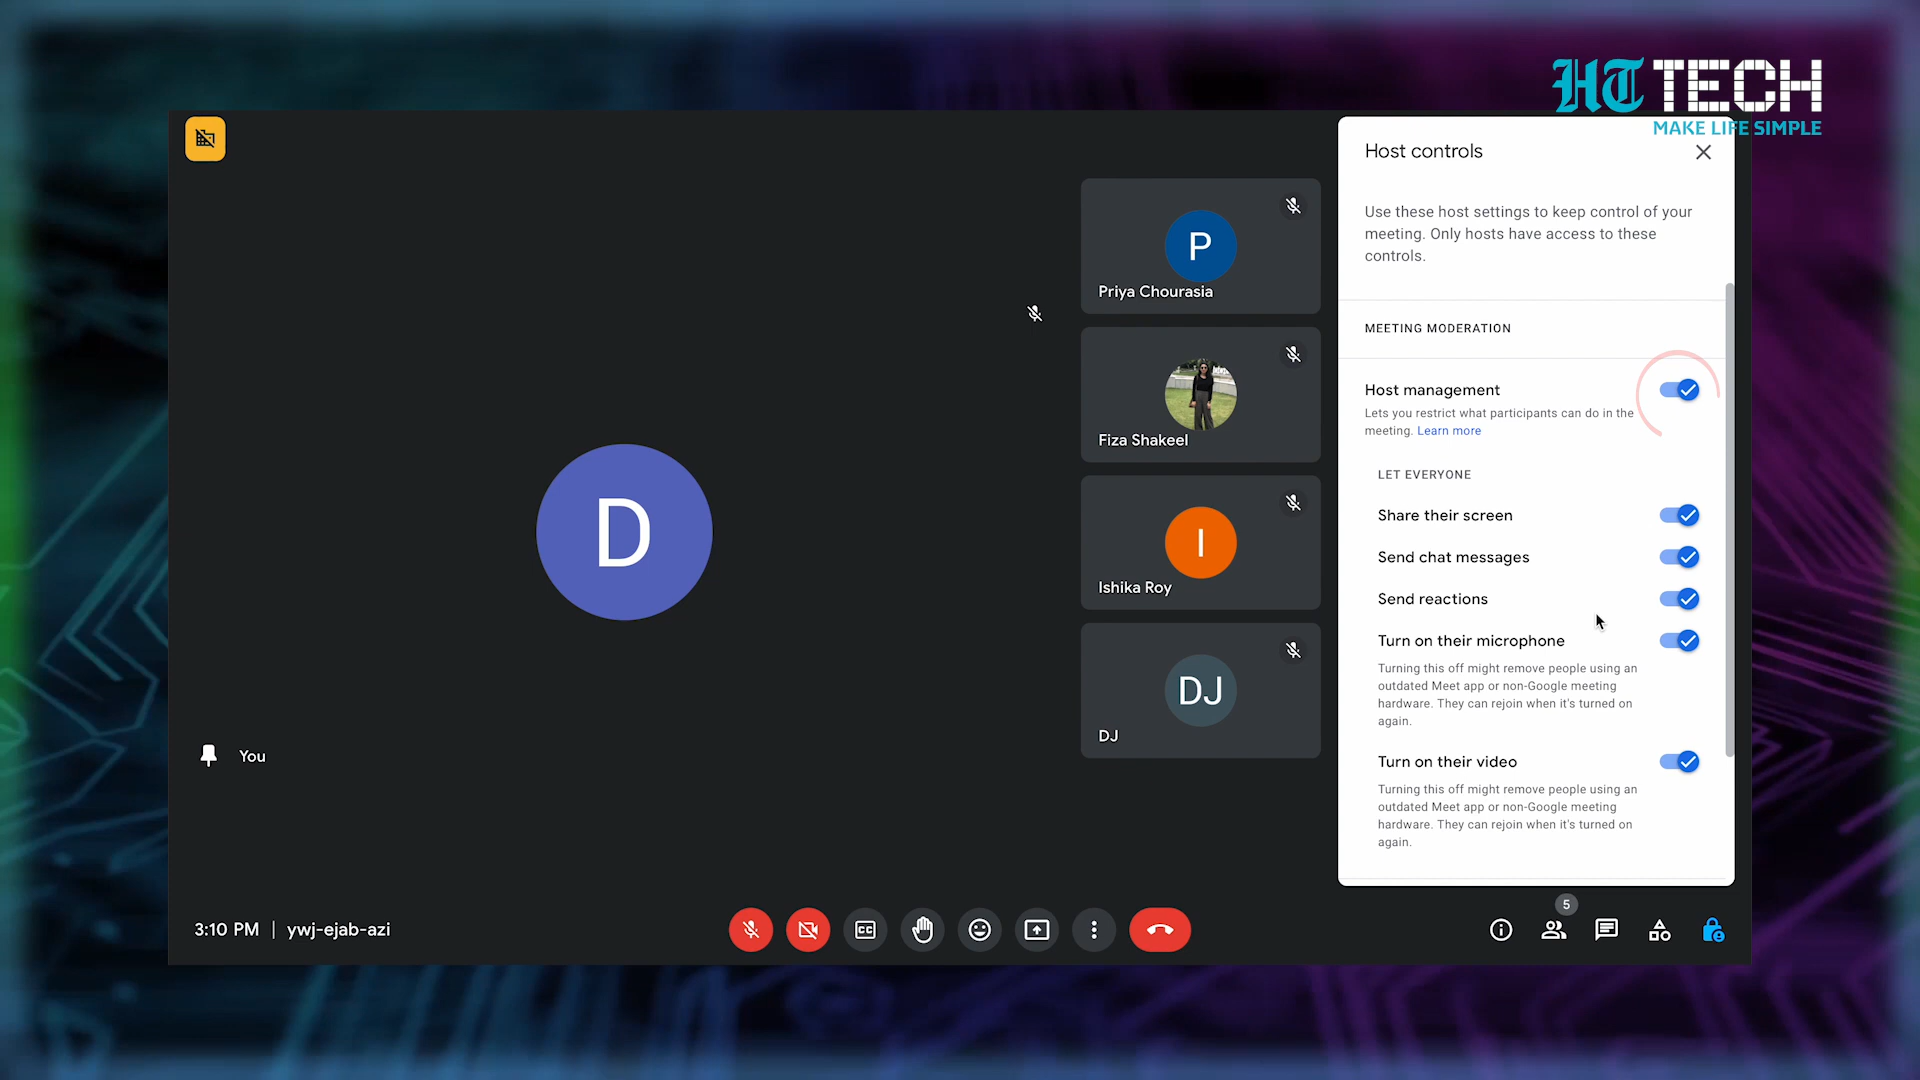 HT TECH
MAKE LIFE SIMPLE
Host controls
Use these host settings to keep control of your
meeting. Only hosts have access to these
controls.
MEETING MODERATION
Host management
Lets you restrict what participants can do in the
meeting. Learn more
LET EVERYONE
Share their screen
Send chat messages
Send reactions
Turn on their microphone
Turning this off might remove people using an
outdated Meet app or non-Google meeting
hardware. They can rejoin when it's turned on
again.
Turn on their video
Turning this off might remove people using an
outdated Meet app or non-Google meeting
hardware. They can rejoin when it's turned on
again.
P
Priya Chourasia
Fiza Shakeel
I
Ishika Roy
DJ
DJ
D
You
3:10 PM | ywj-ejab-azi
CC
5